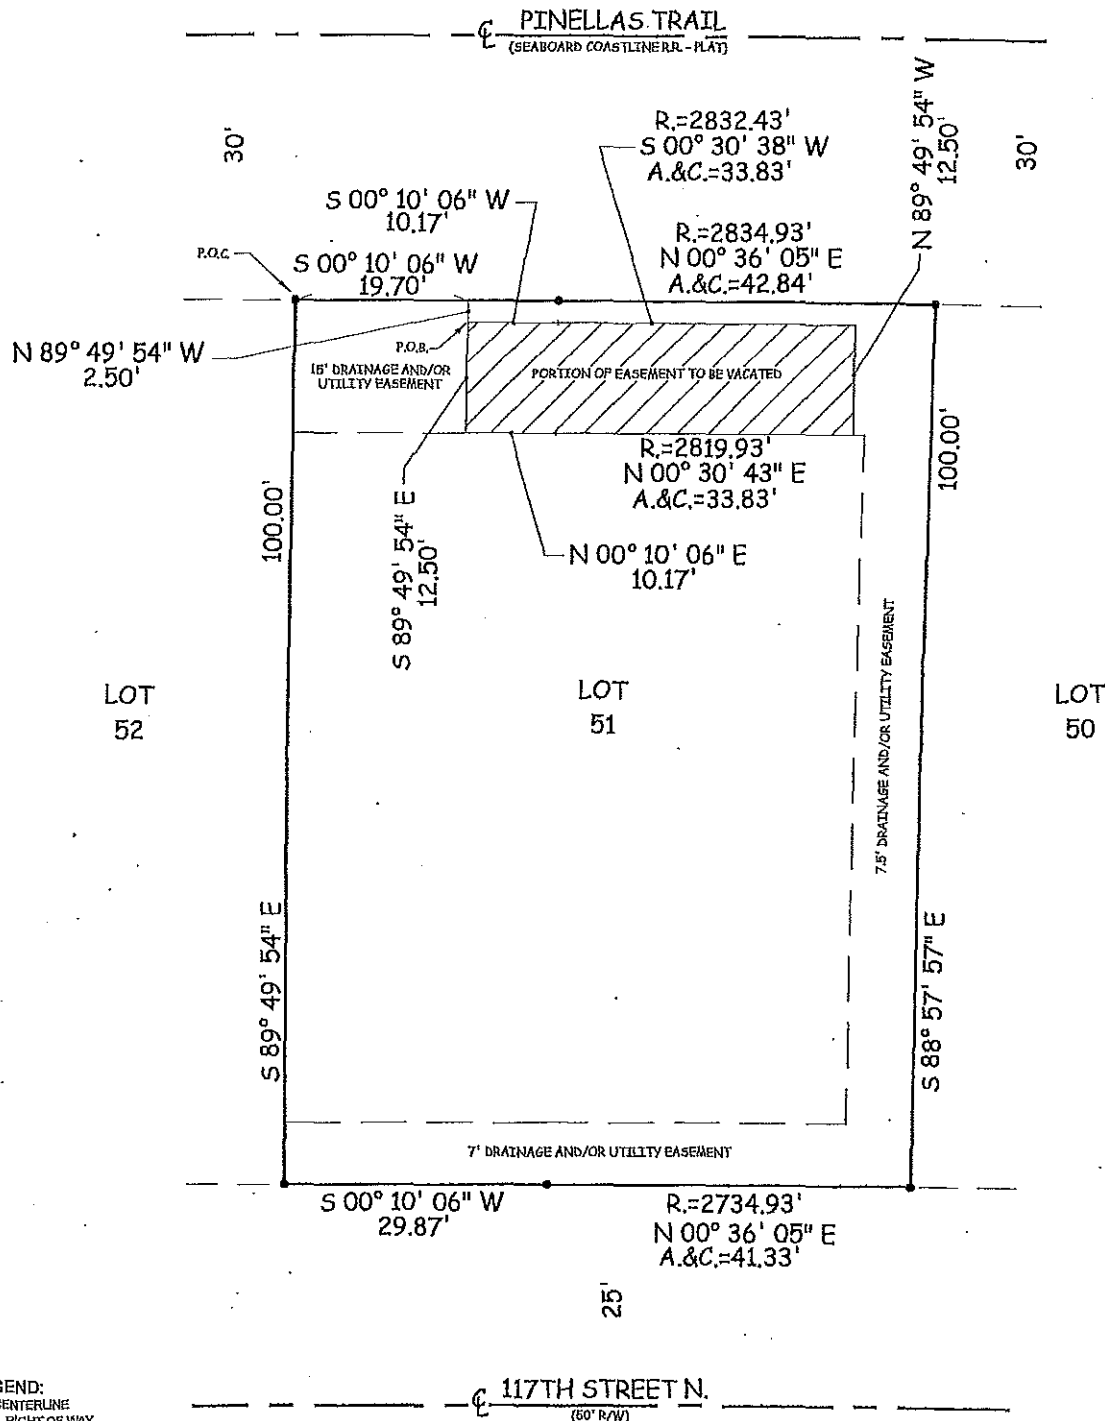 ℄ PINELLAS TRAIL
(SEABOARD COASTLINE R.R. - PLAT)
30'
R.=2832.43'
S 00° 30' 38" W
A.&C.=33.83'
N 89° 49' 54" W
12.50'
30'
S 00° 10' 06" W
10.17'
R.=2834.93'
N 00° 36' 05" E
A.&C.=42.84'
P.O.C.
S 00° 10' 06" W
19.70'
N 89° 49' 54" W
2.50'
P.O.B.
15' DRAINAGE AND/OR
UTILITY EASEMENT
PORTION OF EASEMENT TO BE VACATED
R.=2819.93'
N 00° 30' 43" E
A.&C.=33.83'
100.00'
100.00'
S 89° 49' 54" E
12.50'
N 00° 10' 06" E
10.17'
7.5' DRAINAGE AND/OR UTILITY EASEMENT
LOT
52
LOT
51
LOT
50
S 89° 49' 54" E
S 88° 57' 57" E
7' DRAINAGE AND/OR UTILITY EASEMENT
S 00° 10' 06" W
29.87'
R.=2734.93'
N 00° 36' 05" E
A.&C.=41.33'
25'
GEND:
CENTERLINE
RIGHT OF WAY
℄ 117TH STREET N.
(50' R/W)